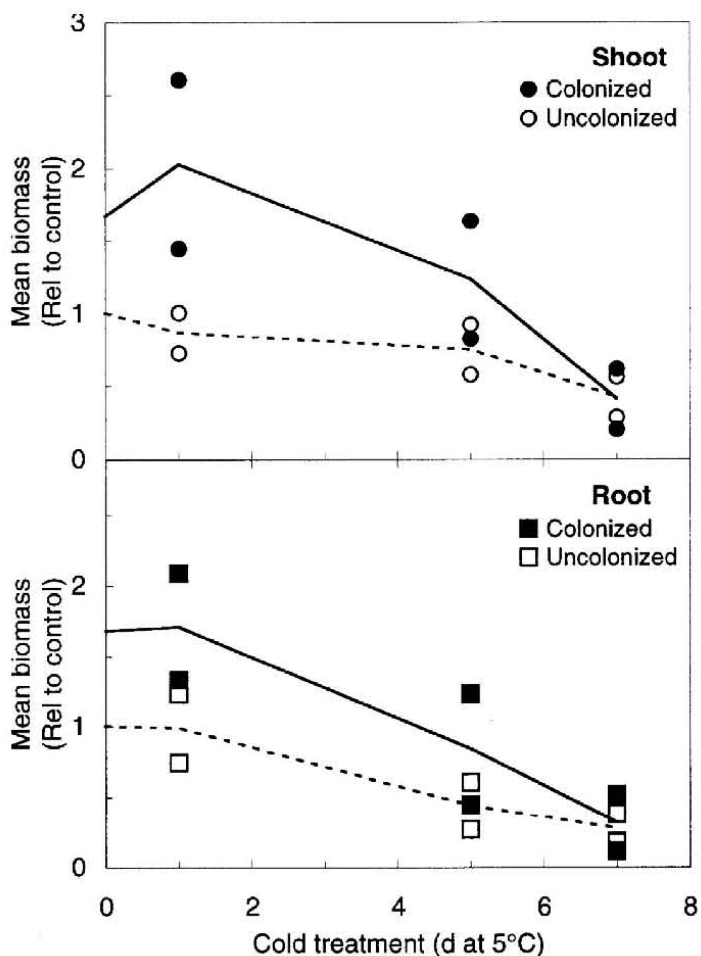 3
2
1
0
Mean biomass
(Rel to control)
Shoot
Colonized
Uncolonized
2
1
0
Mean biomass
(Rel to control)
Root
Colonized
Uncolonized
0 2 4 6 8
Cold treatment (d at 5°C)